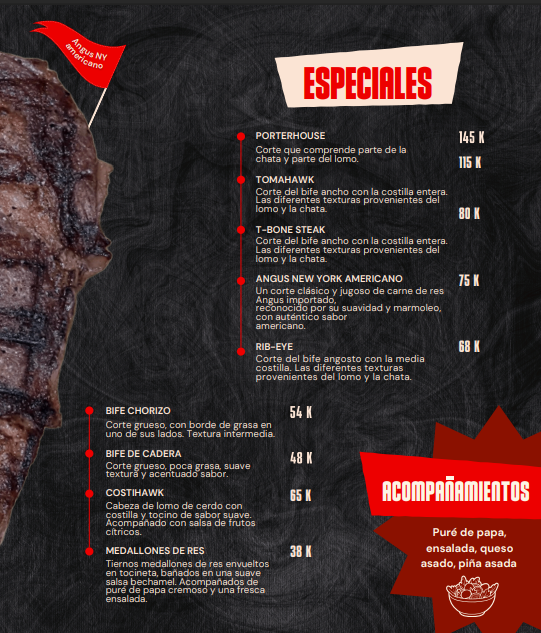 Angus NY
americano
ESPECIALES
PORTERHOUSE
145 K
Corte que comprende parte de la
chata y parte del lomo.
115 K
TOMAHAWK
Corte del bife ancho con la costilla entera.
Las diferentes texturas provenientes del
lomo y la chata.
80 K
T-BONE STEAK
Corte del bife ancho con la costilla entera.
Las diferentes texturas provenientes del
lomo y la chata.
ANGUS NEW YORK AMERICANO
75 K
Un corte clásico y jugoso de carne de res
Angus importado,
reconocido por su suavidad y marmoleo,
con auténtico sabor
americano.
RIB-EYE
68 K
Corte del bife angosto con la media
costilla. Las diferentes texturas
provenientes del lomo y la chata.
BIFE CHORIZO
54 K
Corte grueso, con borde de grasa en
uno de sus lados. Textura intermedia.
BIFE DE CADERA
48 K
Corte grueso, poca grasa, suave
textura y acentuado sabor.
COSTIHAWK
65 K
Cabeza de lomo de cerdo con
costilla y tocino de sabor suave.
Acompañado con salsa de frutos
cítricos.
MEDALLONES DE RES
38 K
Tiernos medallones de res envueltos
en tocineta, bañados en una suave
salsa bechamel. Acompañados de
puré de papa cremoso y una fresca
ensalada.
ACOMPAÑAMIENTOS
Puré de papa,
ensalada, queso
asado, piña asada